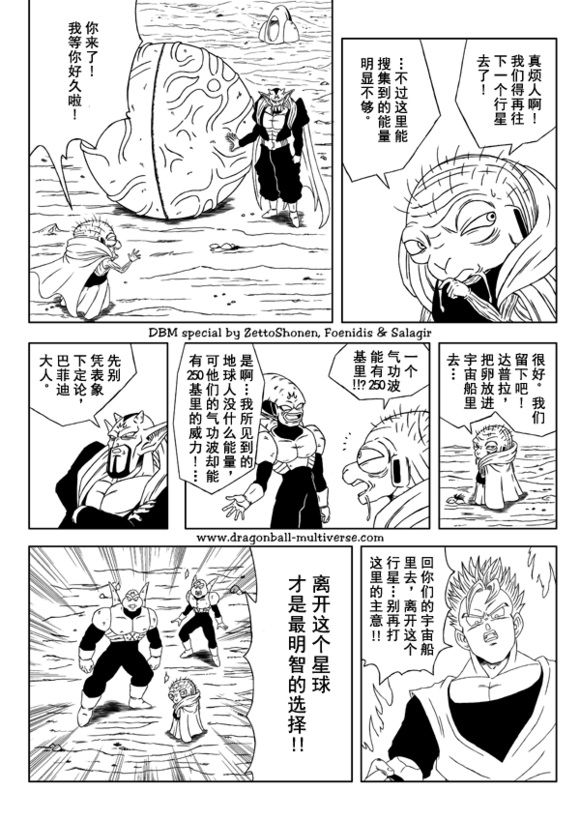 真烦人啊！
我们得再往
下一个行星
去了！
…不过这里能
搜集到的能量
明显不够。
你来了！
我等你好久啦！
DBM special by ZettoShonen, Foenidis & Salagir
很好。我们
留下吧！
达普拉，
把卵放进
宇宙船里
去…
一个
气功波
能有250
基里!!?
是啊…我所见到的
地球人没什么能量，
可他们的气功波却能
有250基里的威力！…
先别
凭表象
下定论，
巴菲迪
大人。
www.dragonball-multiverse.com
回你们的宇宙船
里去，离开这个
行星…别再打
这里的主意!!
离开这个星球
才是最明智的选择!!